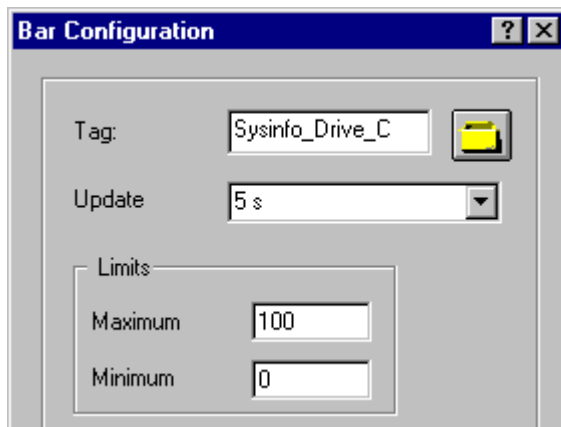 Bar Configuration
Tag: Sysinfo_Drive_C
Update 5 s
Limits
Maximum 100
Minimum 0